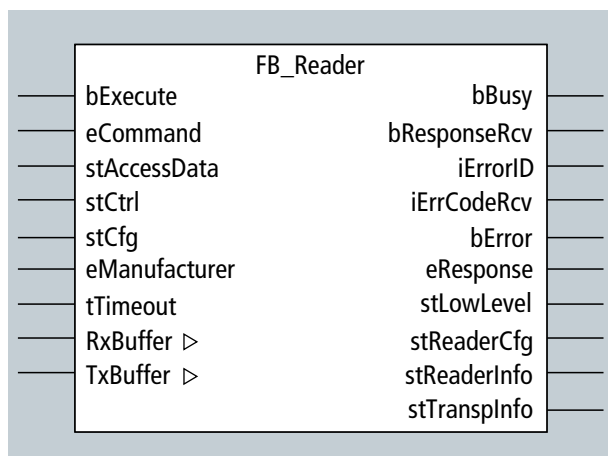 FB_Reader
bExecute bBusy
eCommand bResponseRcv
stAccessData iErrorID
stCtrl iErrCodeRcv
stCfg bError
eManufacturer eResponse
tTimeout stLowLevel
RxBuffer ▷ stReaderCfg
TxBuffer ▷ stReaderInfo
stTranspInfo